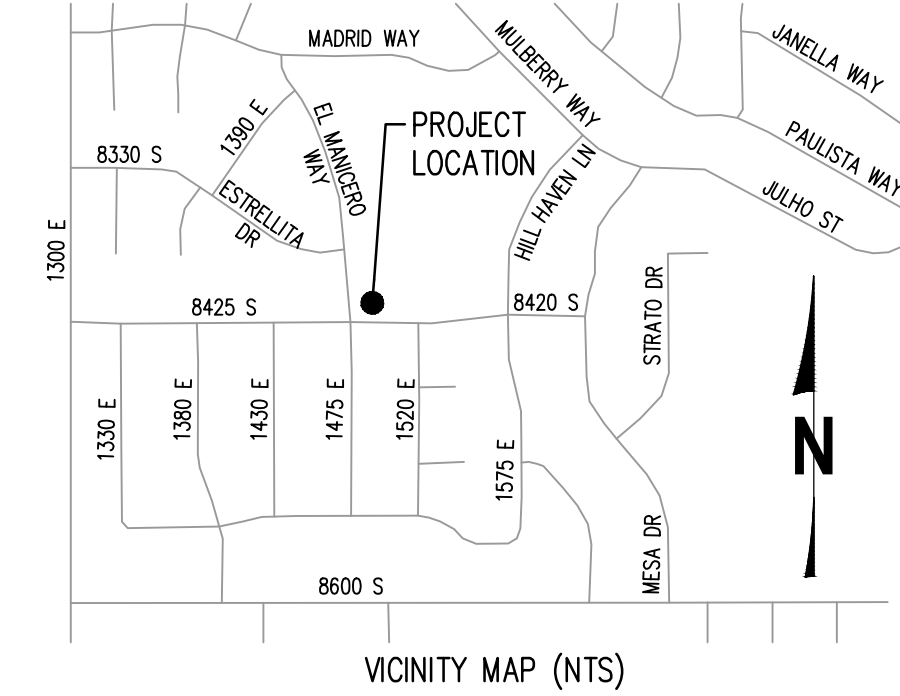 MADRID WAY
MULBERRY WAY
JANELLA WAY
PAULISTA WAY
JULHO ST
1390 E
EL MANICERO
WAY
PROJECT
LOCATION
HILL HAVEN LN
8330 S
ESTRELLITA
DR
1300 E
8425 S
8420 S
STRATO DR
1330 E
1380 E
1430 E
1475 E
1520 E
1575 E
N
MESA DR
8600 S
VICINITY MAP (NTS)